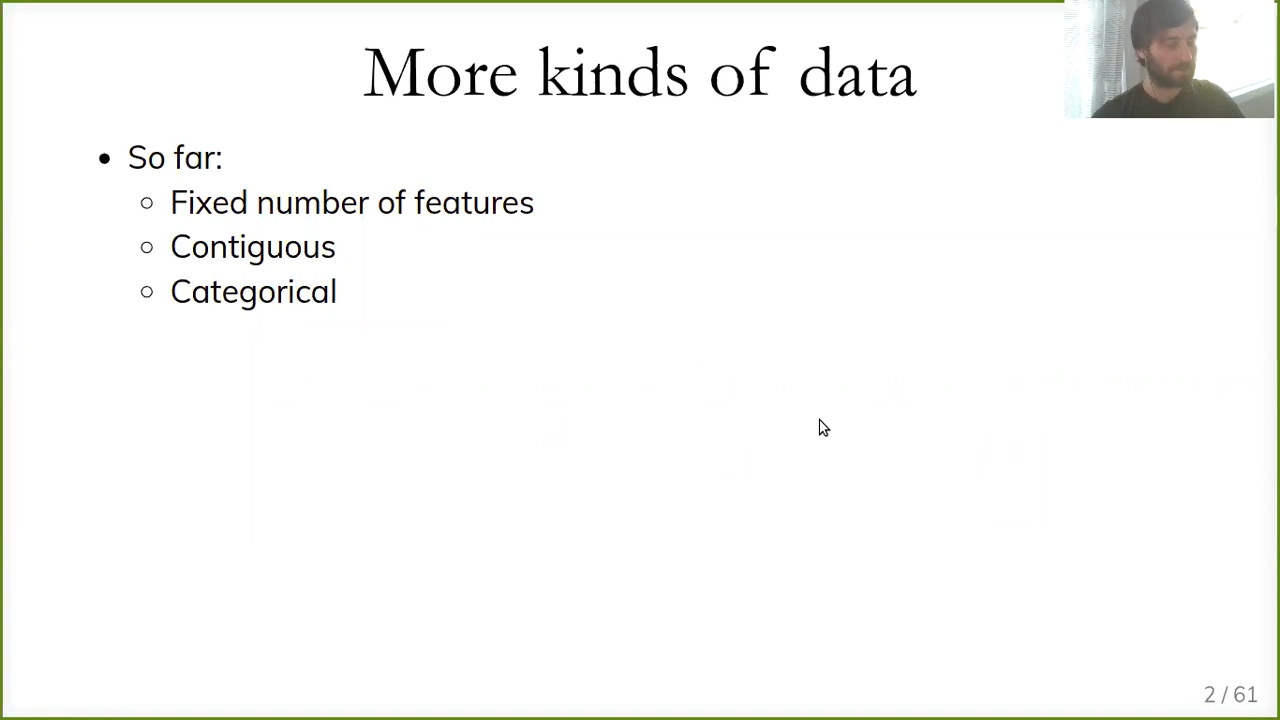 More kinds of data
• So far:
○ Fixed number of features
○ Contiguous
○ Categorical
2 / 61